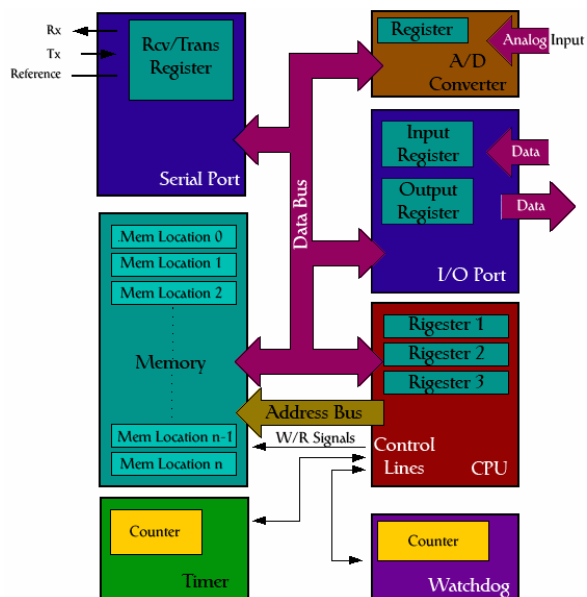 Rx
Tx
Reference
Rcv/Trans
Register
Serial Port
Register
A/D
Converter
Analog Input
Input
Register
Output
Register
Data
Data
I/O Port
Data Bus
Mem Location 0
Mem Location 1
Mem Location 2
Memory
Mem Location n-1
Mem Location n
Rigester 1
Rigester 2
Rigester 3
Address Bus
W/R Signals
Control
Lines
CPU
Counter
Timer
Counter
Watchdog